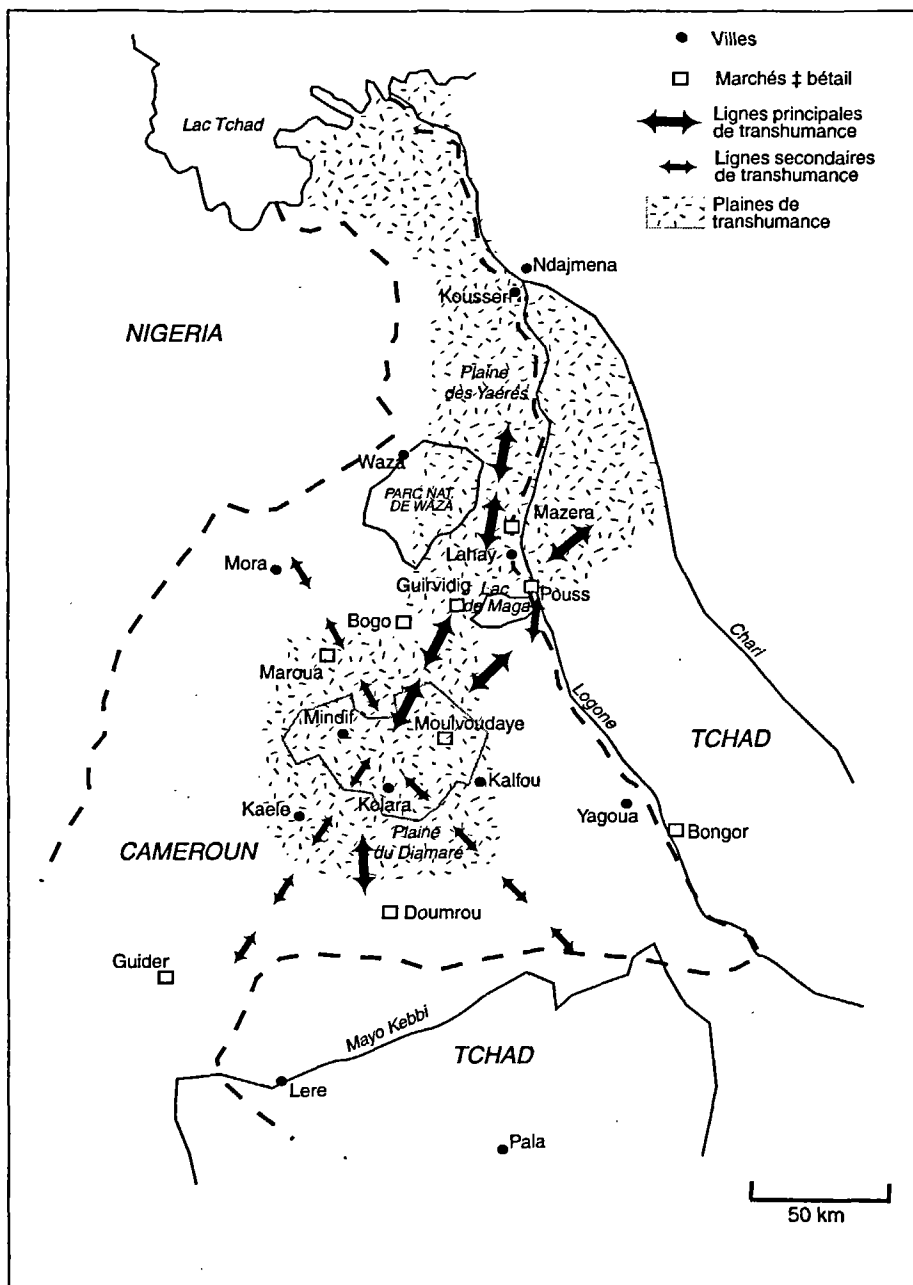 Villes
Marchés ‡ bétail
Lignes principales
de transhumance
Lignes secondaires
de transhumance
Plaines de
transhumance
Lac Tchad
Ndajmena
Kousseri
NIGERIA
Plaine
des Yaérés
Waza
PARC NAT.
DE WAZA
Mazera
Lahay
Mora
Guirvidig
Lac
de Maga
Pouss
Bogo
Chari
Maroua
Logone
Mindif
Moulvoudaye
TCHAD
Kalfou
Kolara
Kaele
Yagoua
Bongor
Plaine
du Diamaré
CAMEROUN
Doumrou
Guider
Mayo Kebbi
TCHAD
Lere
Pala
50 km